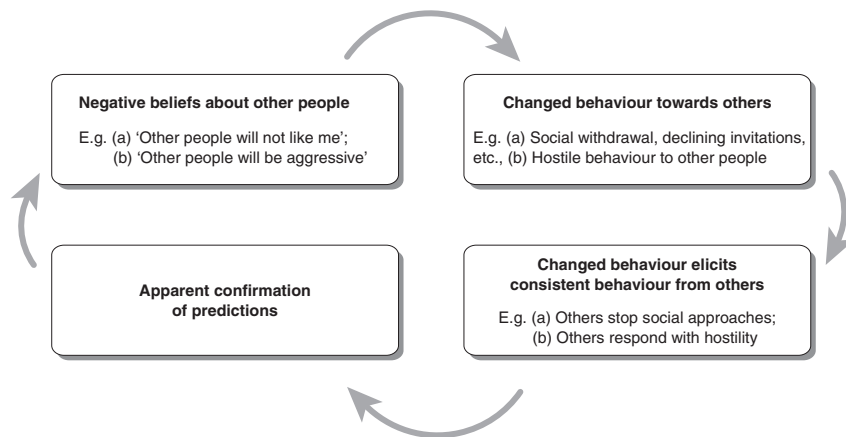 Negative beliefs about other people
E.g. (a) ‘Other people will not like me’;
(b) ‘Other people will be aggressive’
Changed behaviour towards others
E.g. (a) Social withdrawal, declining invitations,
etc., (b) Hostile behaviour to other people
Changed behaviour elicits
consistent behaviour from others
E.g. (a) Others stop social approaches;
(b) Others respond with hostility
Apparent confirmation
of predictions